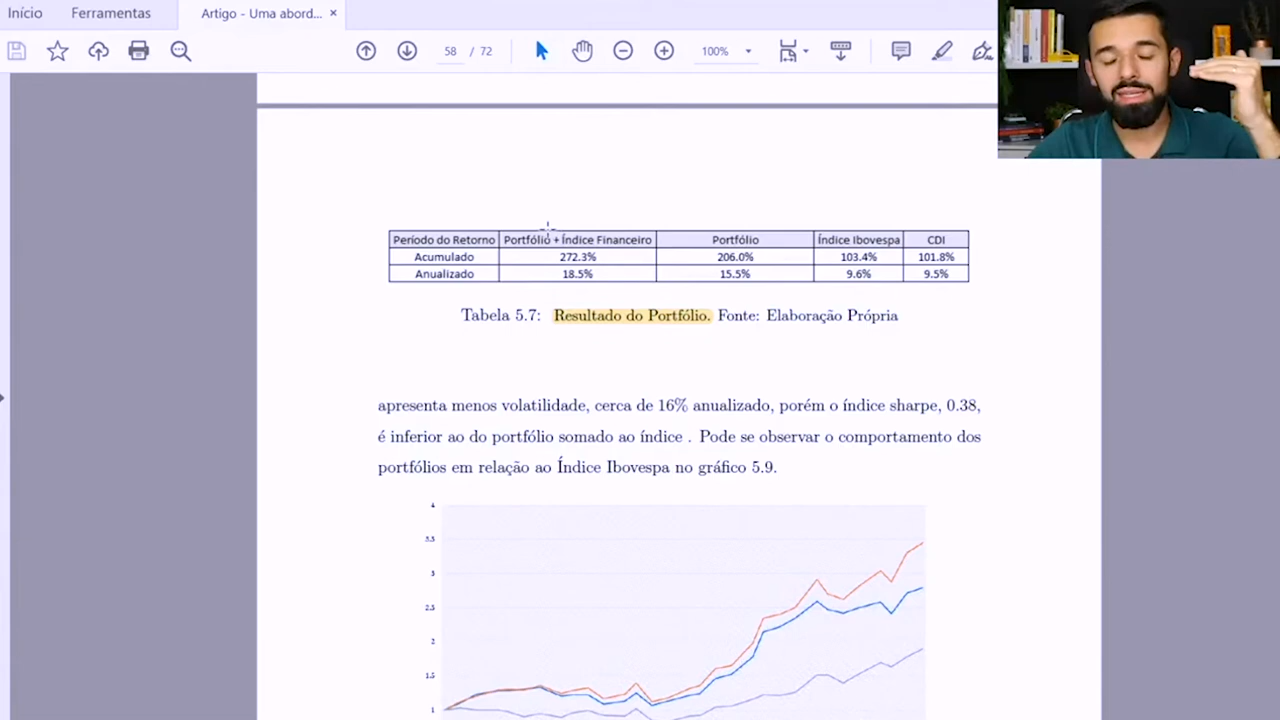 Início Ferramentas Artigo - Uma abord... ×
58 / 72 100%
Período do Retorno Portfólio + Índice Financeiro Portfólio Índice Ibovespa CDI
Acumulado 272.3% 206.0% 103.4% 101.8%
Anualizado 18.5% 15.5% 9.6% 9.5%
Tabela 5.7: Resultado do Portfólio. Fonte: Elaboração Própria
apresenta menos volatilidade, cerca de 16% anualizado, porém o índice sharpe, 0.38,
é inferior ao do portfólio somado ao índice . Pode se observar o comportamento dos
portfólios em relação ao Índice Ibovespa no gráfico 5.9.
4
3.5
3
2.5
2
1.5
1